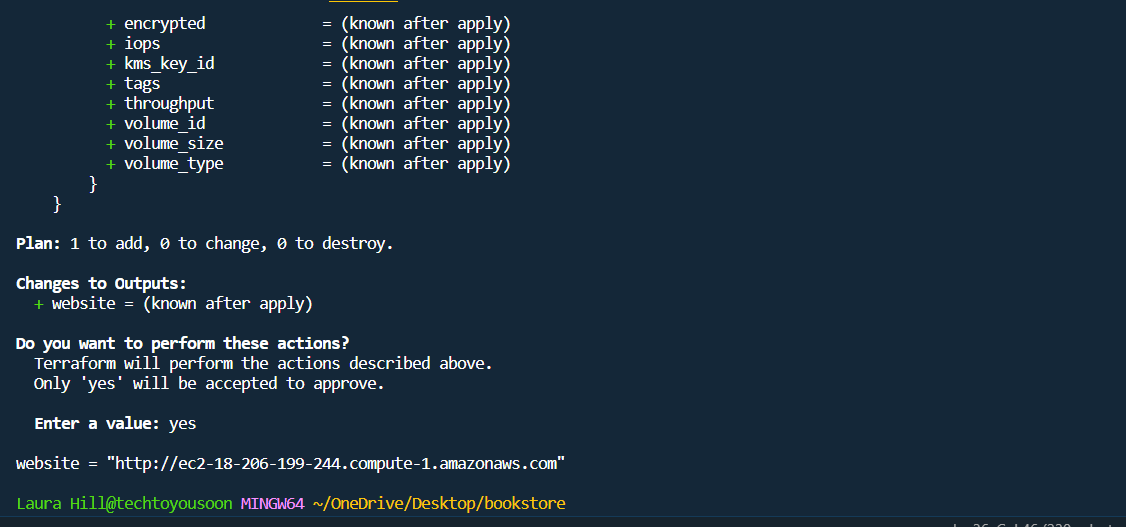 + encrypted = (known after apply)
+ iops = (known after apply)
+ kms_key_id = (known after apply)
+ tags = (known after apply)
+ throughput = (known after apply)
+ volume_id = (known after apply)
+ volume_size = (known after apply)
+ volume_type = (known after apply)
}
}
Plan: 1 to add, 0 to change, 0 to destroy.
Changes to Outputs:
+ website = (known after apply)
Do you want to perform these actions?
Terraform will perform the actions described above.
Only 'yes' will be accepted to approve.
Enter a value: yes
website = "http://ec2-18-206-199-244.compute-1.amazonaws.com"
Laura Hill@techtoyousoon MINGW64 ~/OneDrive/Desktop/bookstore